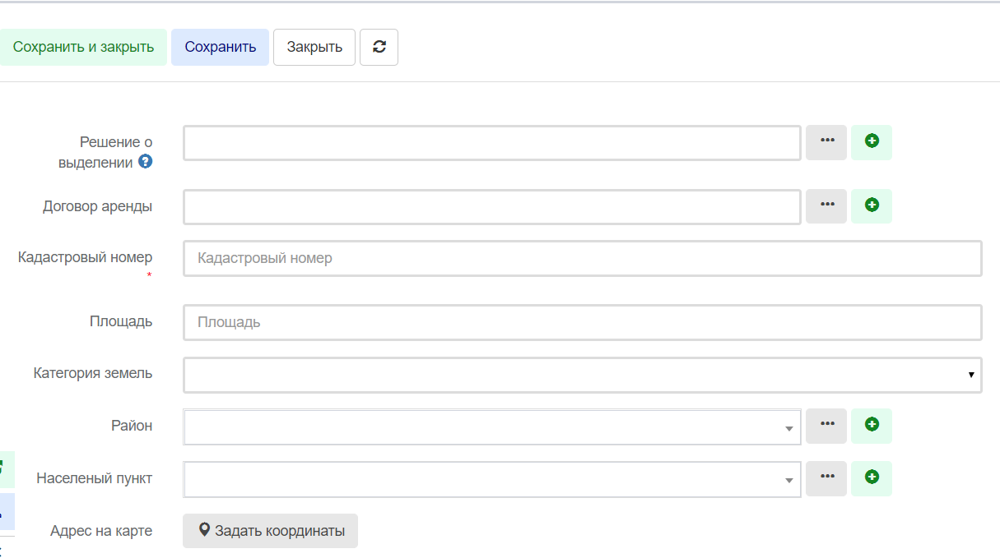 Сохранить и закрыть Сохранить Закрыть
Решение о
выделении
Договор аренды
Кадастровый номер Кадастровый номер
*
Площадь Площадь
Категория земель
Район
Населеный пункт
Адрес на карте Задать координаты